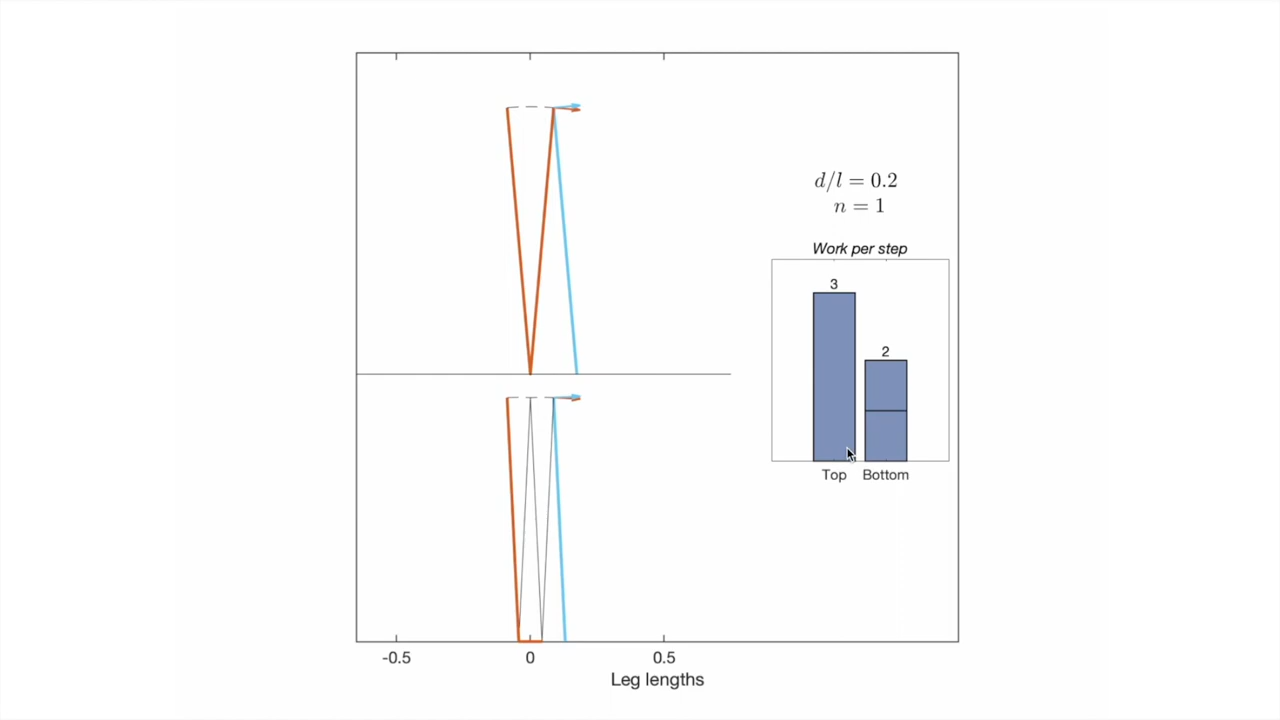 d/l = 0.2
n = 1
Work per step
3
2
Top Bottom
-0.5 0 0.5
Leg lengths